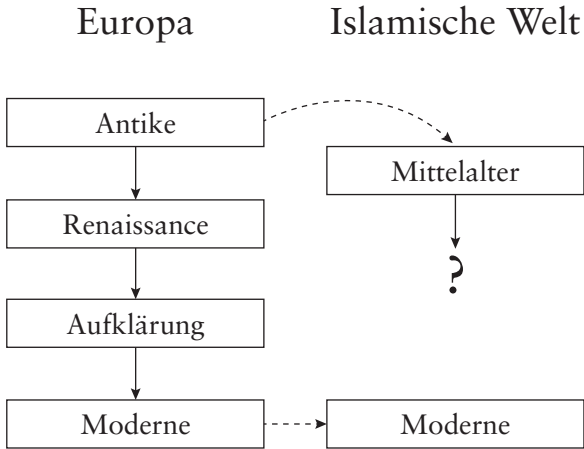 Europa
Islamische Welt
Antike
Mittelalter
Renaissance
?
Aufklärung
Moderne
Moderne